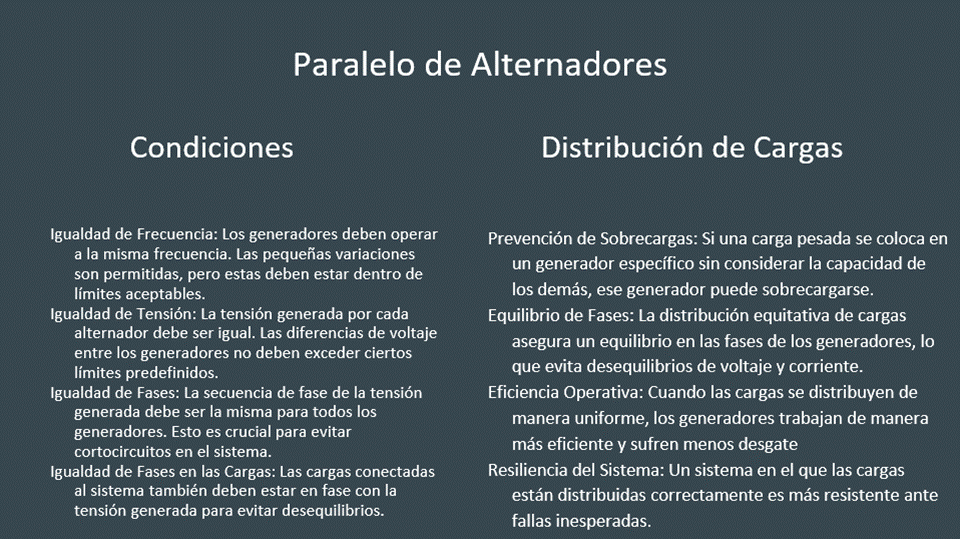 Paralelo de Alternadores
Condiciones
Igualdad de Frecuencia: Los generadores deben operar
a la misma frecuencia. Las pequeñas variaciones
son permitidas, pero estas deben estar dentro de
límites aceptables.
Igualdad de Tensión: La tensión generada por cada
alternador debe ser igual. Las diferencias de voltaje
entre los generadores no deben exceder ciertos
límites predefinidos.
Igualdad de Fases: La secuencia de fase de la tensión
generada debe ser la misma para todos los
generadores. Esto es crucial para evitar
cortocircuitos en el sistema.
Igualdad de Fases en las Cargas: Las cargas conectadas
al sistema también deben estar en fase con la
tensión generada para evitar desequilibrios.
Distribución de Cargas
Prevención de Sobrecargas: Si una carga pesada se coloca en
un generador específico sin considerar la capacidad de
los demás, ese generador puede sobrecargarse.
Equilibrio de Fases: La distribución equitativa de cargas
asegura un equilibrio en las fases de los generadores, lo
que evita desequilibrios de voltaje y corriente.
Eficiencia Operativa: Cuando las cargas se distribuyen de
manera uniforme, los generadores trabajan de manera
más eficiente y sufren menos desgate
Resiliencia del Sistema: Un sistema en el que las cargas
están distribuidas correctamente es más resistente ante
fallas inesperadas.